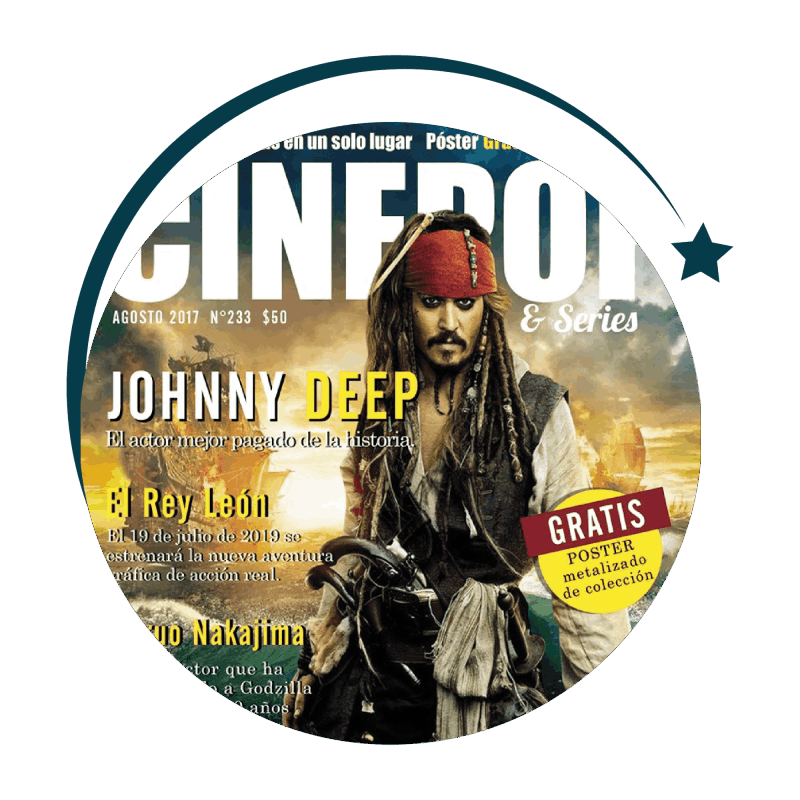 en un solo lugar Póster
CINEPO
AGOSTO 2017 N°233 $50
& Series
JOHNNY DEEP
El actor mejor pagado de la historia.
El Rey León
El 19 de julio de 2019 se
estrenará la nueva aventura
gráfica de acción real.
GRATIS
POSTER
metalizado
de colección
Nakajima
que ha
a Godzilla
años